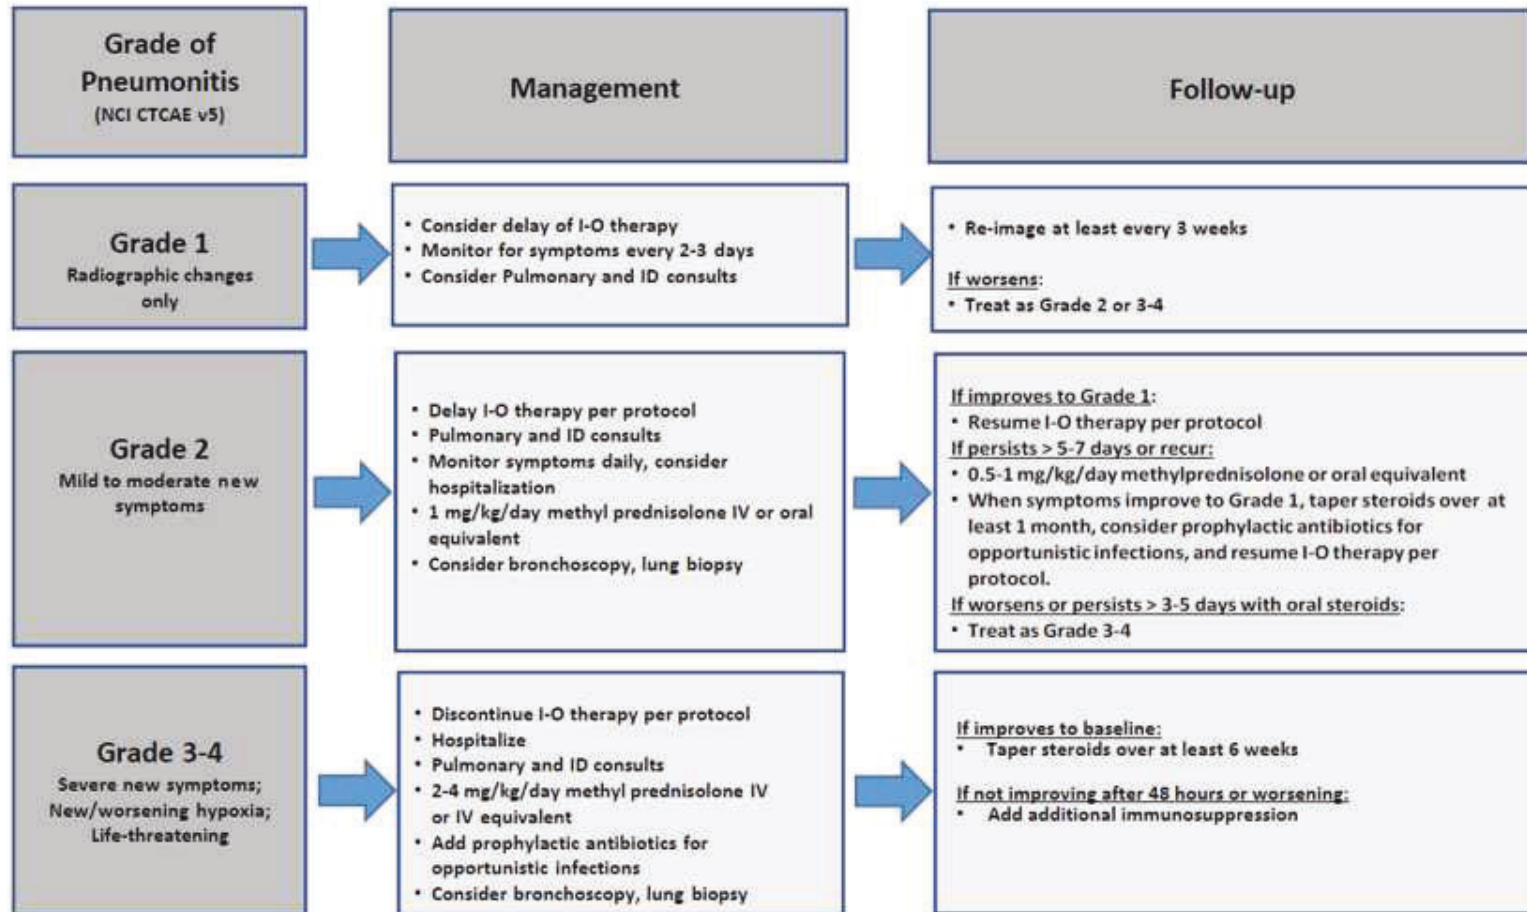 Grade of
Pneumonitis
(NCI CTCAE v5)
Management
Follow-up
Grade 1
Radiographic changes
only
• Consider delay of I-O therapy
• Monitor for symptoms every 2-3 days
• Consider Pulmonary and ID consults
• Re-image at least every 3 weeks
If worsens:
• Treat as Grade 2 or 3-4
Grade 2
Mild to moderate new
symptoms
• Delay I-O therapy per protocol
• Pulmonary and ID consults
• Monitor symptoms daily, consider
hospitalization
• 1 mg/kg/day methyl prednisolone IV or oral
equivalent
• Consider bronchoscopy, lung biopsy
If improves to Grade 1:
• Resume I-O therapy per protocol
If persists > 5-7 days or recur:
• 0.5-1 mg/kg/day methylprednisolone or oral equivalent
• When symptoms improve to Grade 1, taper steroids over at
least 1 month, consider prophylactic antibiotics for
opportunistic infections, and resume I-O therapy per
protocol.
If worsens or persists > 3-5 days with oral steroids:
• Treat as Grade 3-4
Grade 3-4
Severe new symptoms;
New/worsening hypoxia;
Life-threatening
• Discontinue I-O therapy per protocol
• Hospitalize
• Pulmonary and ID consults
• 2-4 mg/kg/day methyl prednisolone IV
or IV equivalent
• Add prophylactic antibiotics for
opportunistic infections
• Consider bronchoscopy, lung biopsy
If improves to baseline:
• Taper steroids over at least 6 weeks
If not improving after 48 hours or worsening:
• Add additional immunosuppression